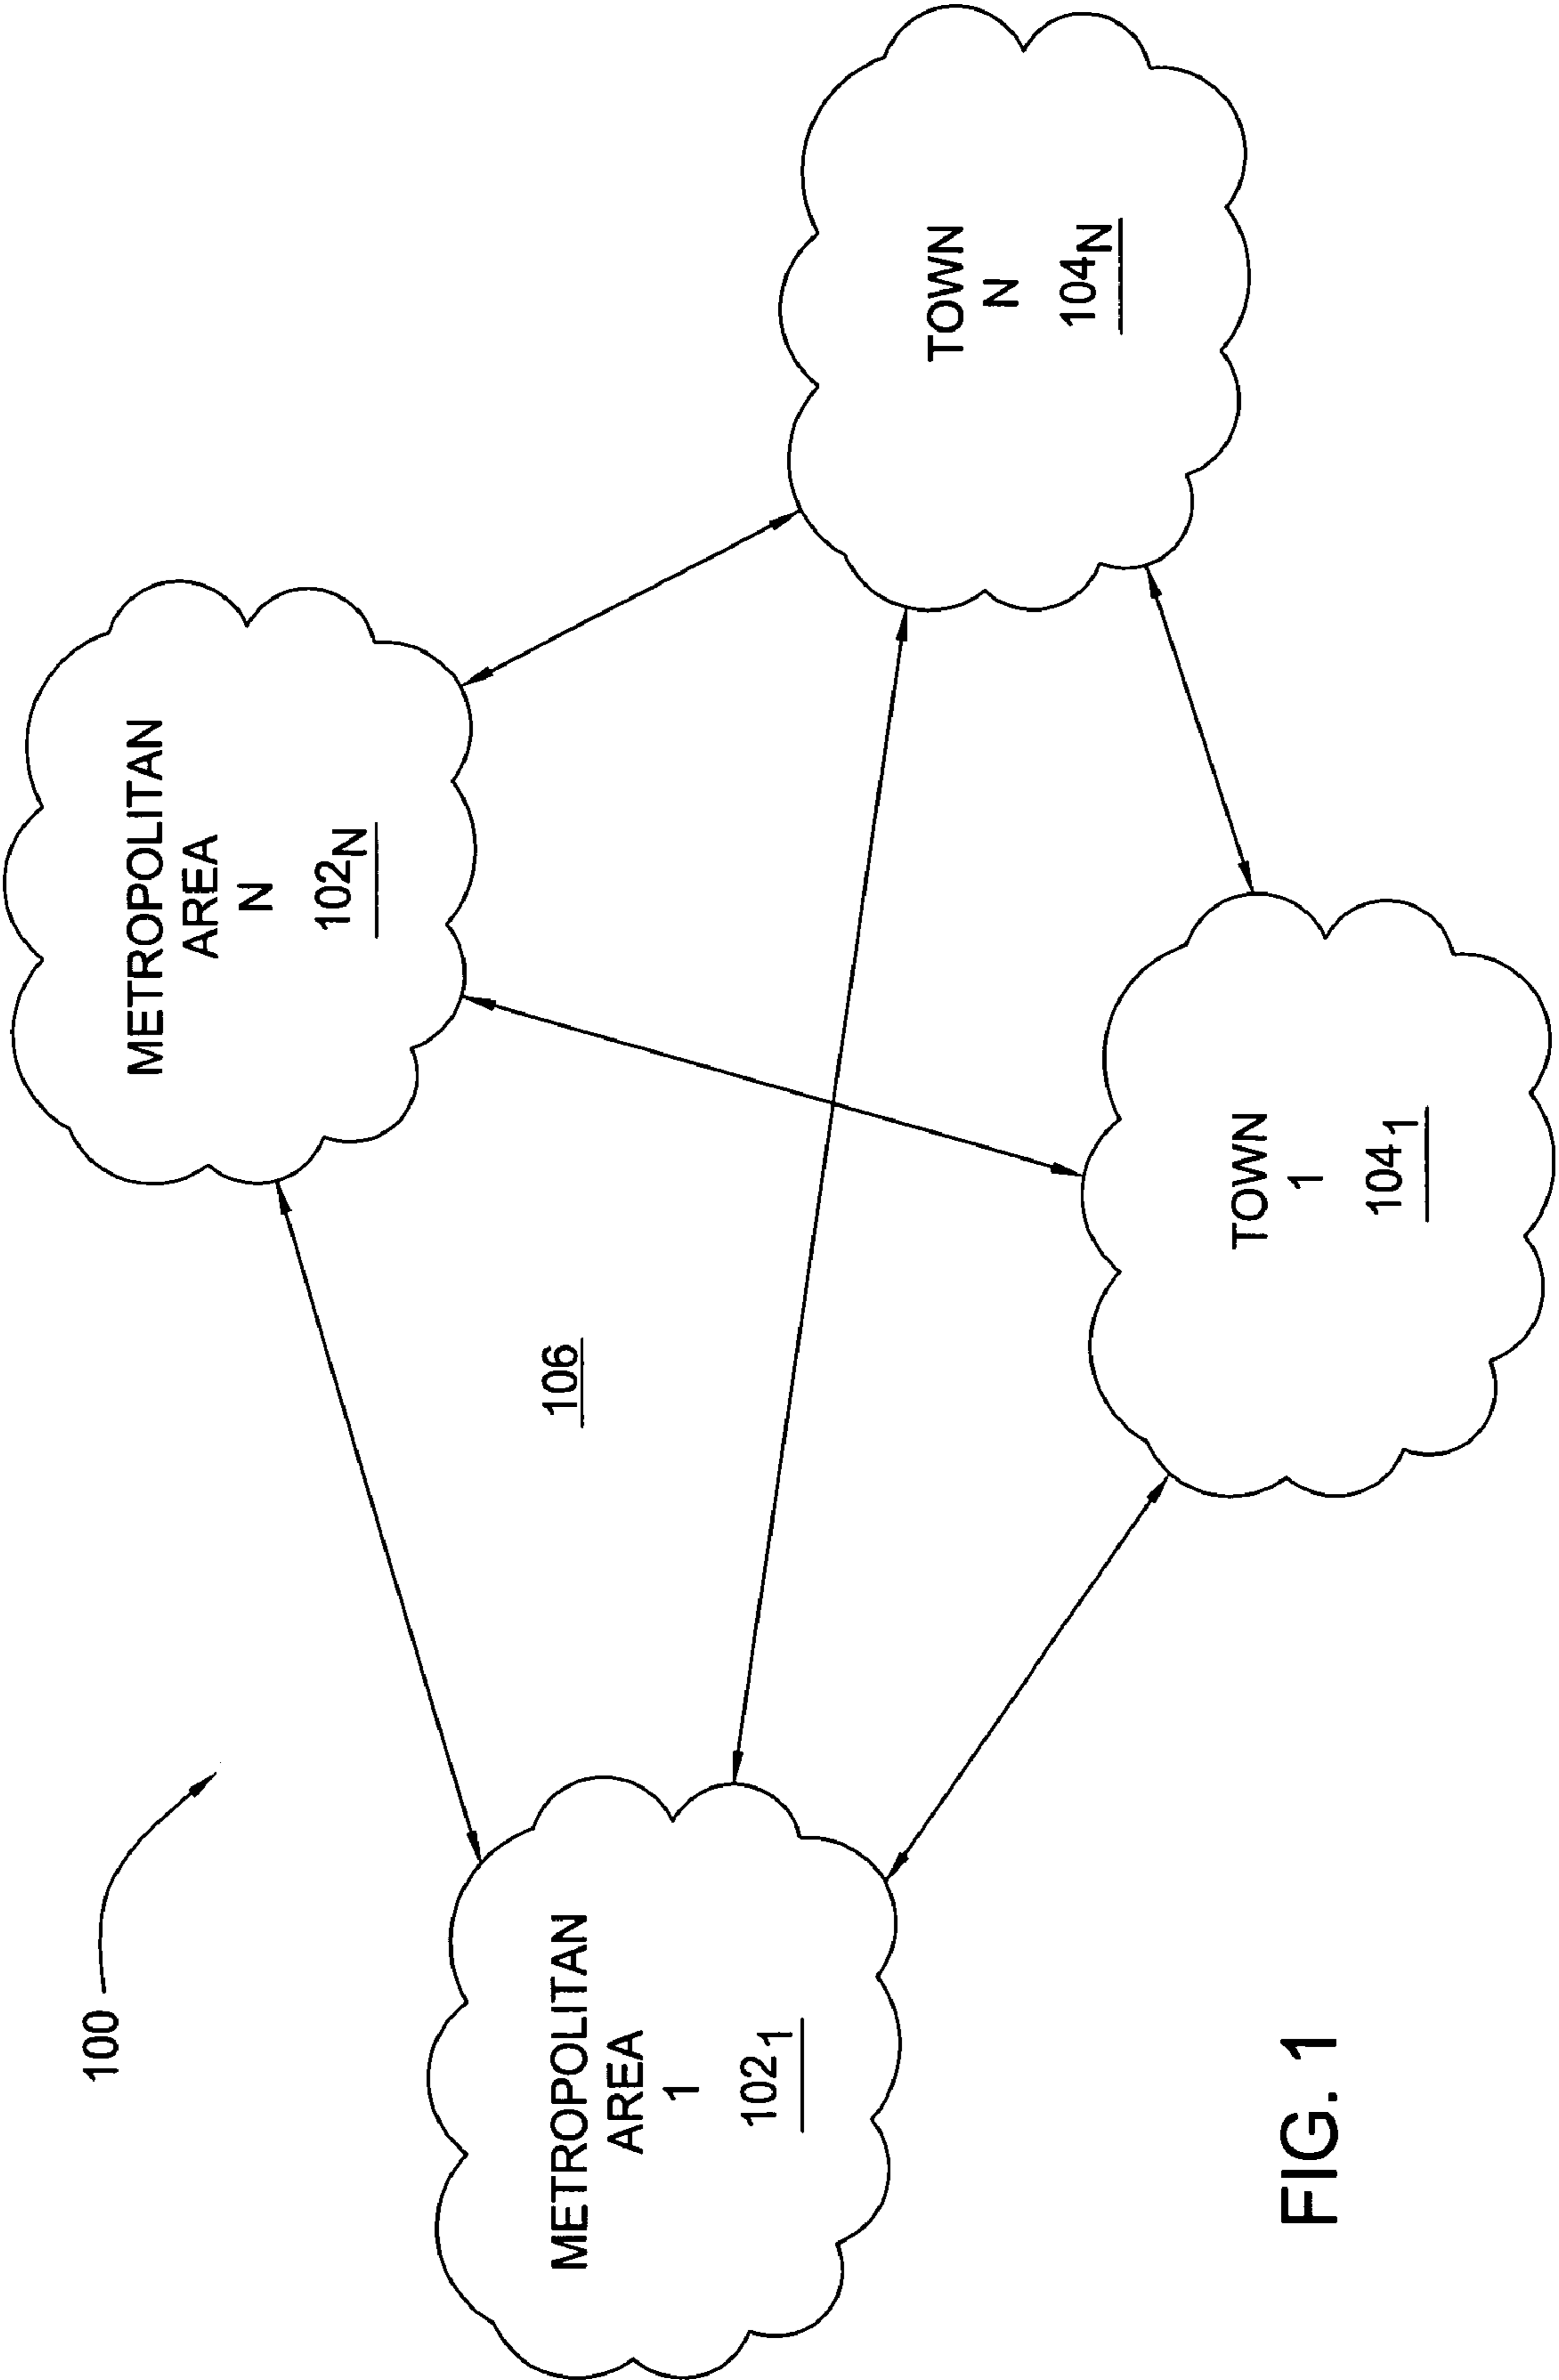 100
METROPOLITAN
AREA
N
102N
METROPOLITAN
AREA
1
1021
106
TOWN
N
104N
TOWN
1
1041
FIG. 1